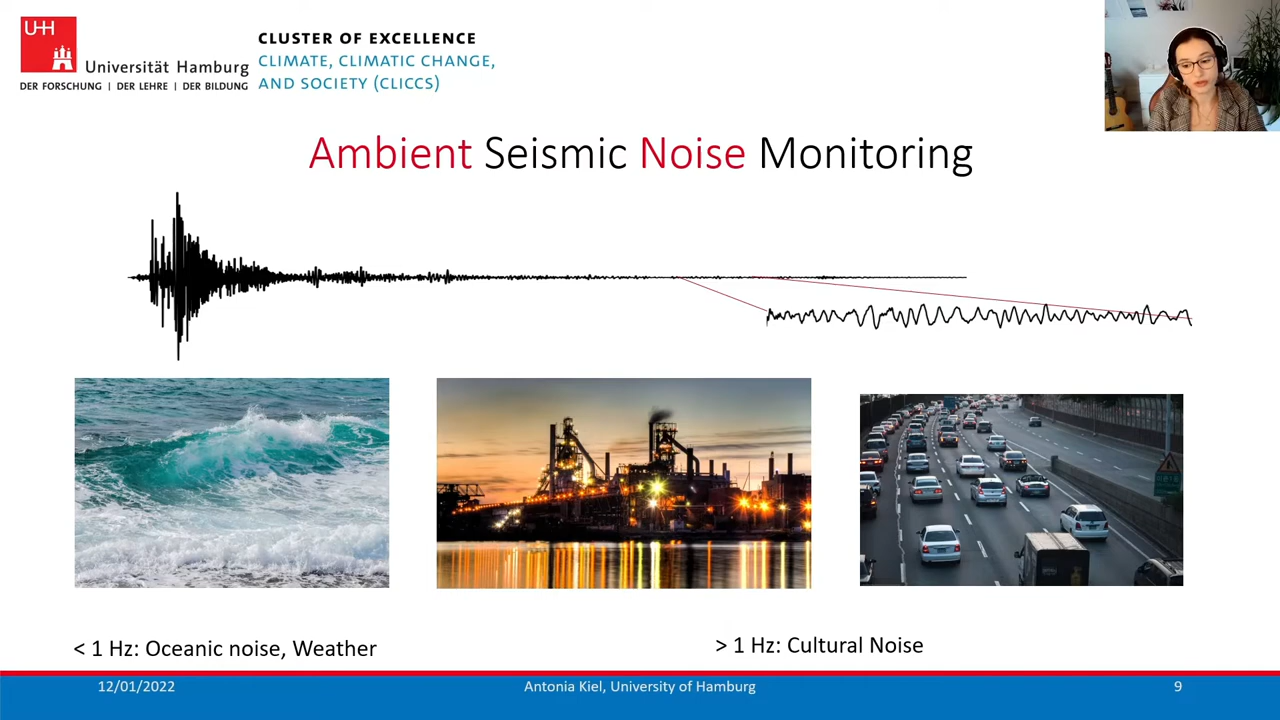 UHH
Universität Hamburg
DER FORSCHUNG | DER LEHRE | DER BILDUNG
CLUSTER OF EXCELLENCE
CLIMATE, CLIMATIC CHANGE,
AND SOCIETY (CLICCS)
Ambient Seismic Noise Monitoring
< 1 Hz: Oceanic noise, Weather
> 1 Hz: Cultural Noise
12/01/2022
Antonia Kiel, University of Hamburg
9